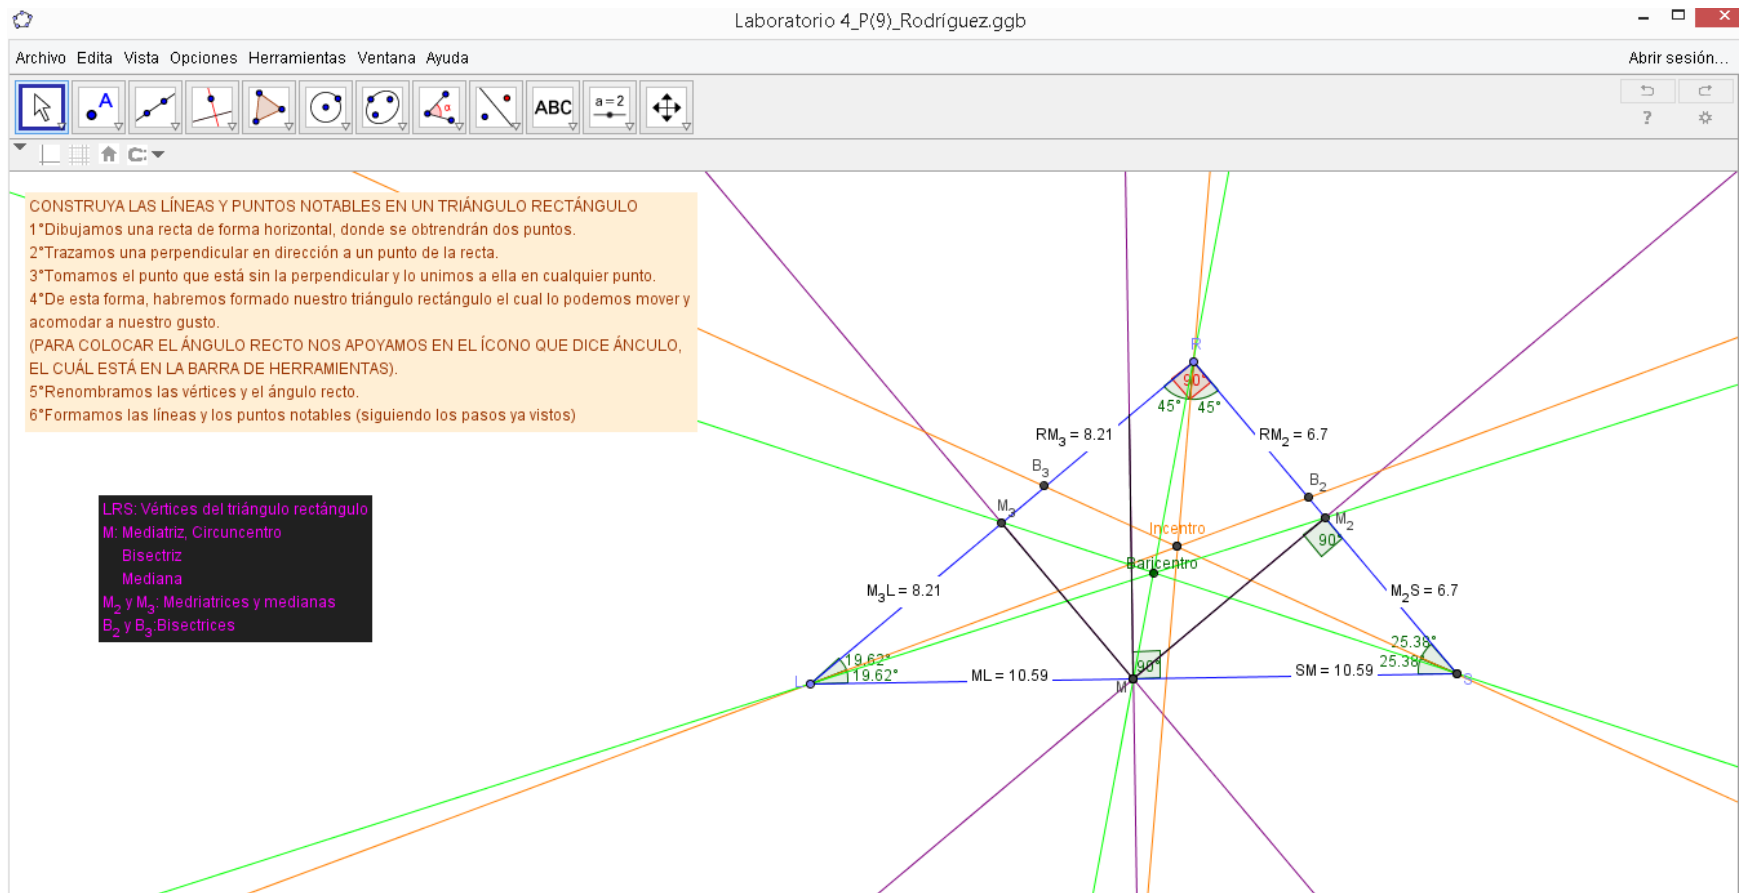 Laboratorio 4_P(9)_Rodríguez.ggb
Archivo Edita Vista Opciones Herramientas Ventana Ayuda
Abrir sesión...
A
α
ABC
a=2
?
CONSTRUYA LAS LÍNEAS Y PUNTOS NOTABLES EN UN TRIÁNGULO RECTÁNGULO
1°Dibujamos una recta de forma horizontal, donde se obtrendrán dos puntos.
2°Trazamos una perpendicular en dirección a un punto de la recta.
3°Tomamos el punto que está sin la perpendicular y lo unimos a ella en cualquier punto.
4°De esta forma, habremos formado nuestro triángulo rectángulo el cual lo podemos mover y
acomodar a nuestro gusto.
(PARA COLOCAR EL ÁNGULO RECTO NOS APOYAMOS EN EL ÍCONO QUE DICE ÁNCULO,
EL CUÁL ESTÁ EN LA BARRA DE HERRAMIENTAS).
5°Renombramos las vértices y el ángulo recto.
6°Formamos las líneas y los puntos notables (siguiendo los pasos ya vistos)
LRS: Vértices del triángulo rectángulo
M: Mediatriz, Circuncentro
Bisectriz
Mediana
M₂ y M₃: Medriatrices y medianas
B₂ y B₃:Bisectrices
R
90°
45° 45°
RM₃ = 8.21
RM₂ = 6.7
B₃
B₂
M₃
M₂
Incentro
90°
Baricentro
M₃L = 8.21
M₂S = 6.7
25.38°
25.38°
19.62°
19.62°
90°
L
ML = 10.59
SM = 10.59
M
S